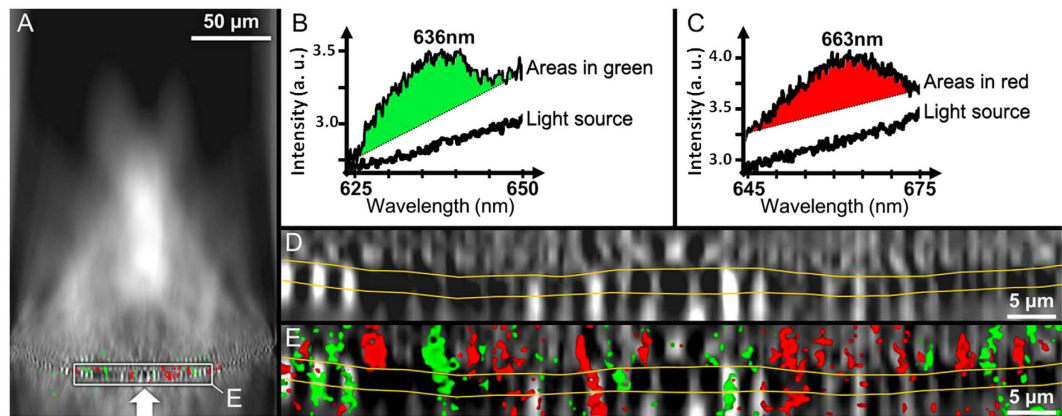 A
50 µm
E
B
636nm
Intensity (a. u.)
3.5
3.0
Areas in green
Light source
625
650
Wavelength (nm)
C
663nm
Intensity (a. u.)
4.0
3.5
3.0
Areas in red
Light source
645
675
Wavelength (nm)
D
5 µm
E
5 µm